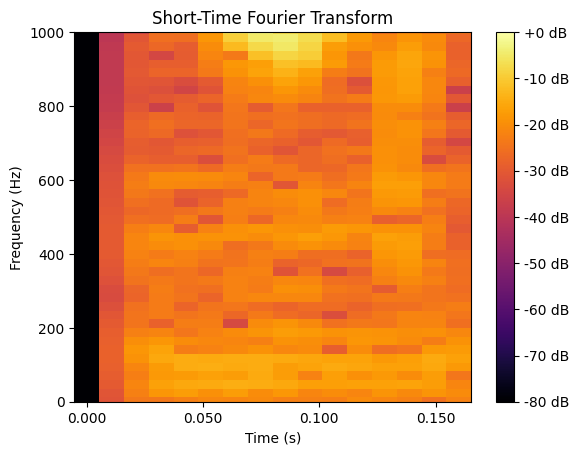 Short-Time Fourier Transform
1000
800
600
400
200
0
Frequency (Hz)
0.000
0.050
0.100
0.150
Time (s)
+0 dB
-10 dB
-20 dB
-30 dB
-40 dB
-50 dB
-60 dB
-70 dB
-80 dB